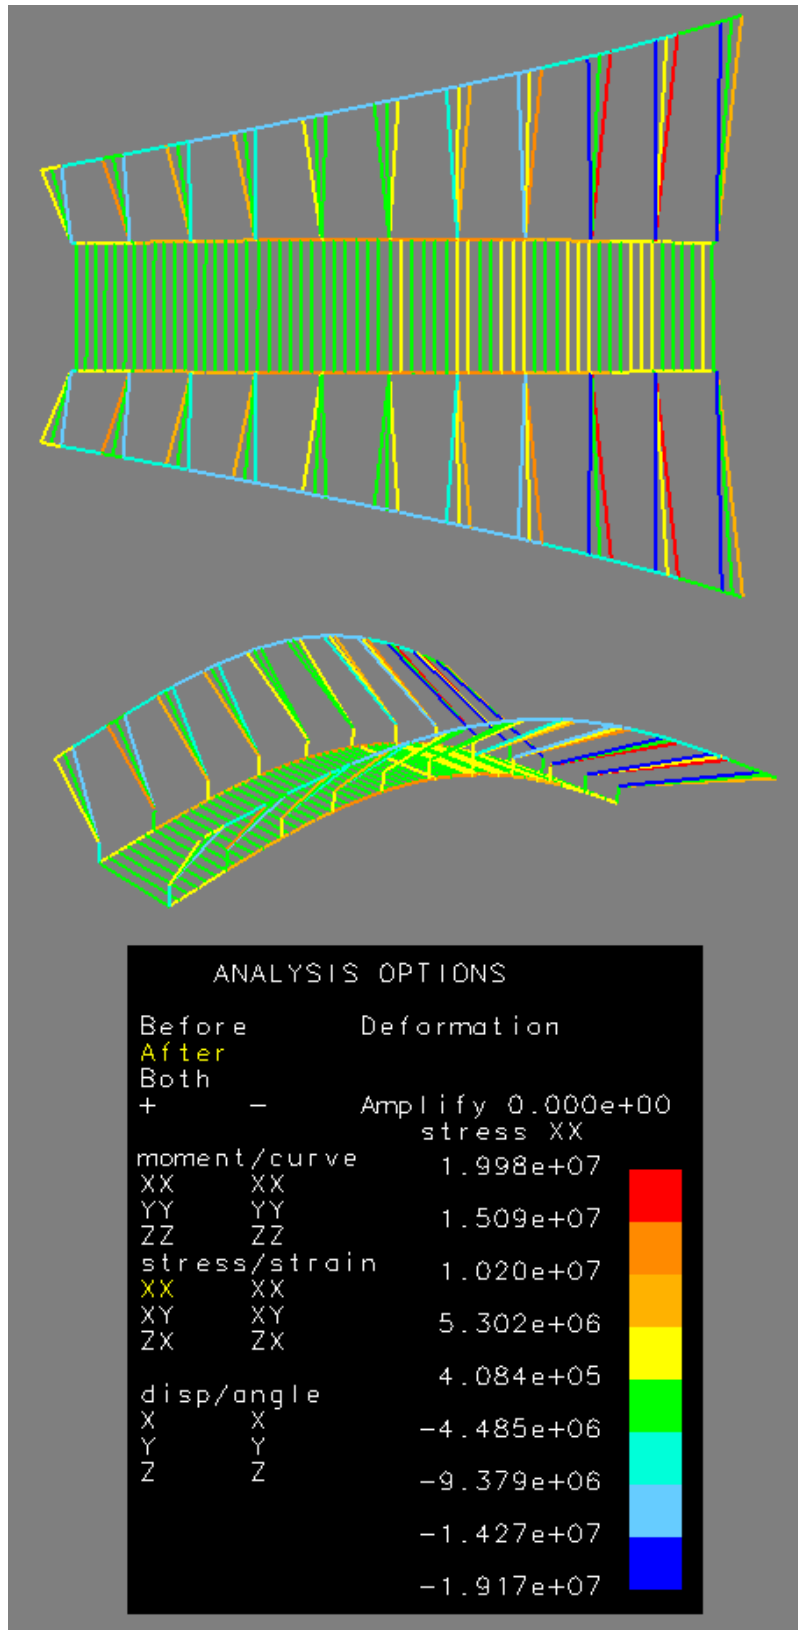 ANALYSIS OPTIONS
Before Deformation
After
Both
+ - Amplify 0.000e+00
stress XX
moment/curve 1.998e+07
XX XX
YY YY 1.509e+07
ZZ ZZ
stress/strain 1.020e+07
XX XX
XY XY 5.302e+06
ZX ZX
4.084e+05
disp/angle
X X -4.485e+06
Y Y
Z Z -9.379e+06
-1.427e+07
-1.917e+07